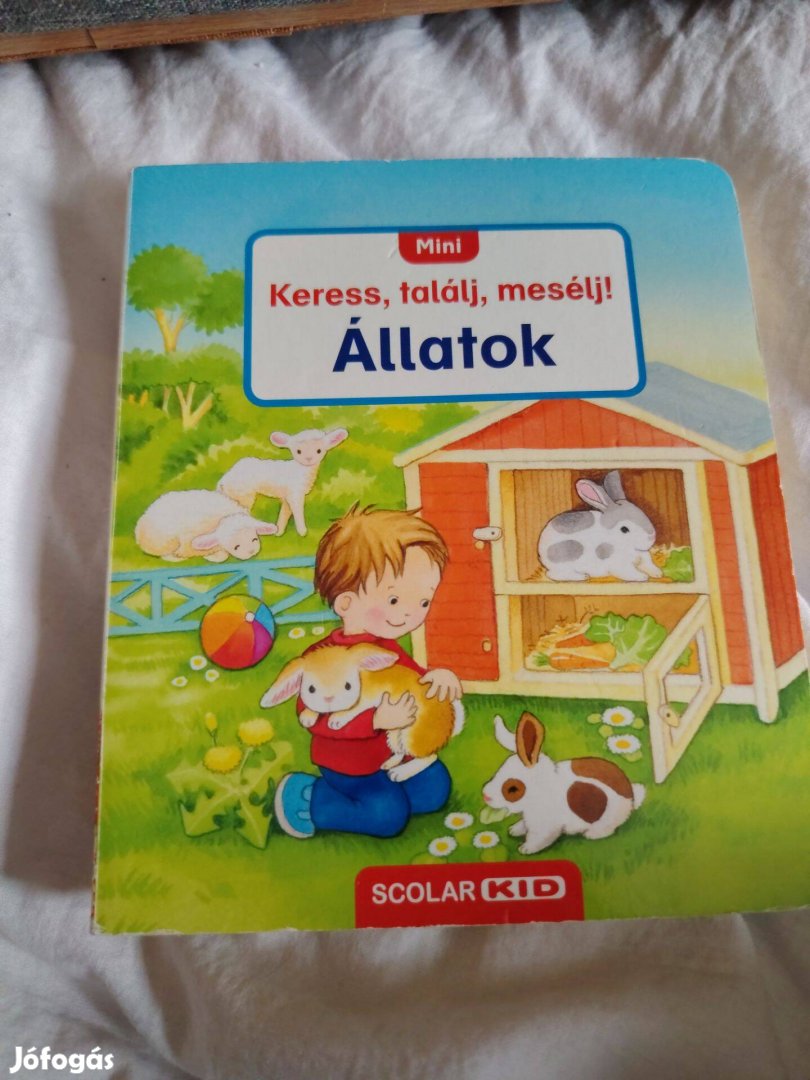 Mini
Keress, találj, mesélj!
Állatok
SCOLAR KID
Jófogás